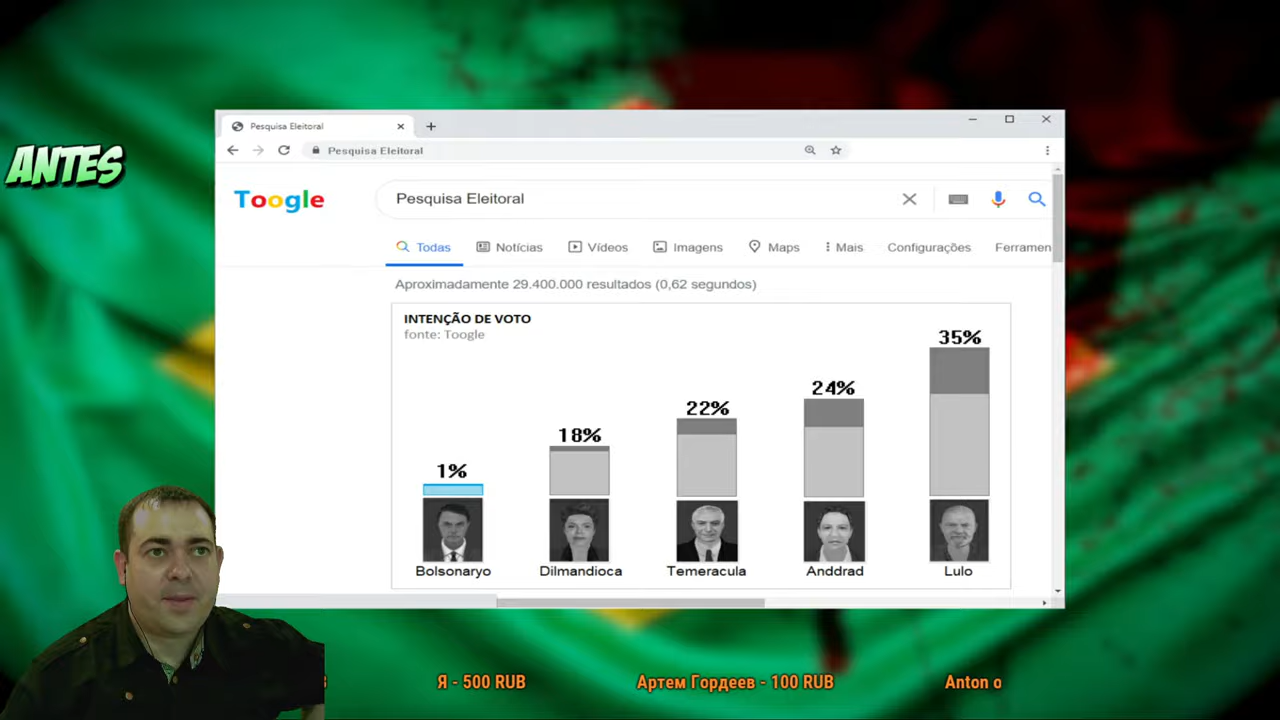 ANTES
Pesquisa Eleitoral
Pesquisa Eleitoral
Toogle
Pesquisa Eleitoral
Todas
Notícias
Vídeos
Imagens
Maps
Mais
Configurações
Ferramen
Aproximadamente 29.400.000 resultados (0,62 segundos)
INTENÇÃO DE VOTO
fonte: Toogle
1%
18%
22%
24%
35%
Bolsonaryo
Dilmandioca
Temeracula
Anddrad
Lulo
Я - 500 RUB
Артем Гордеев - 100 RUB
Anton o